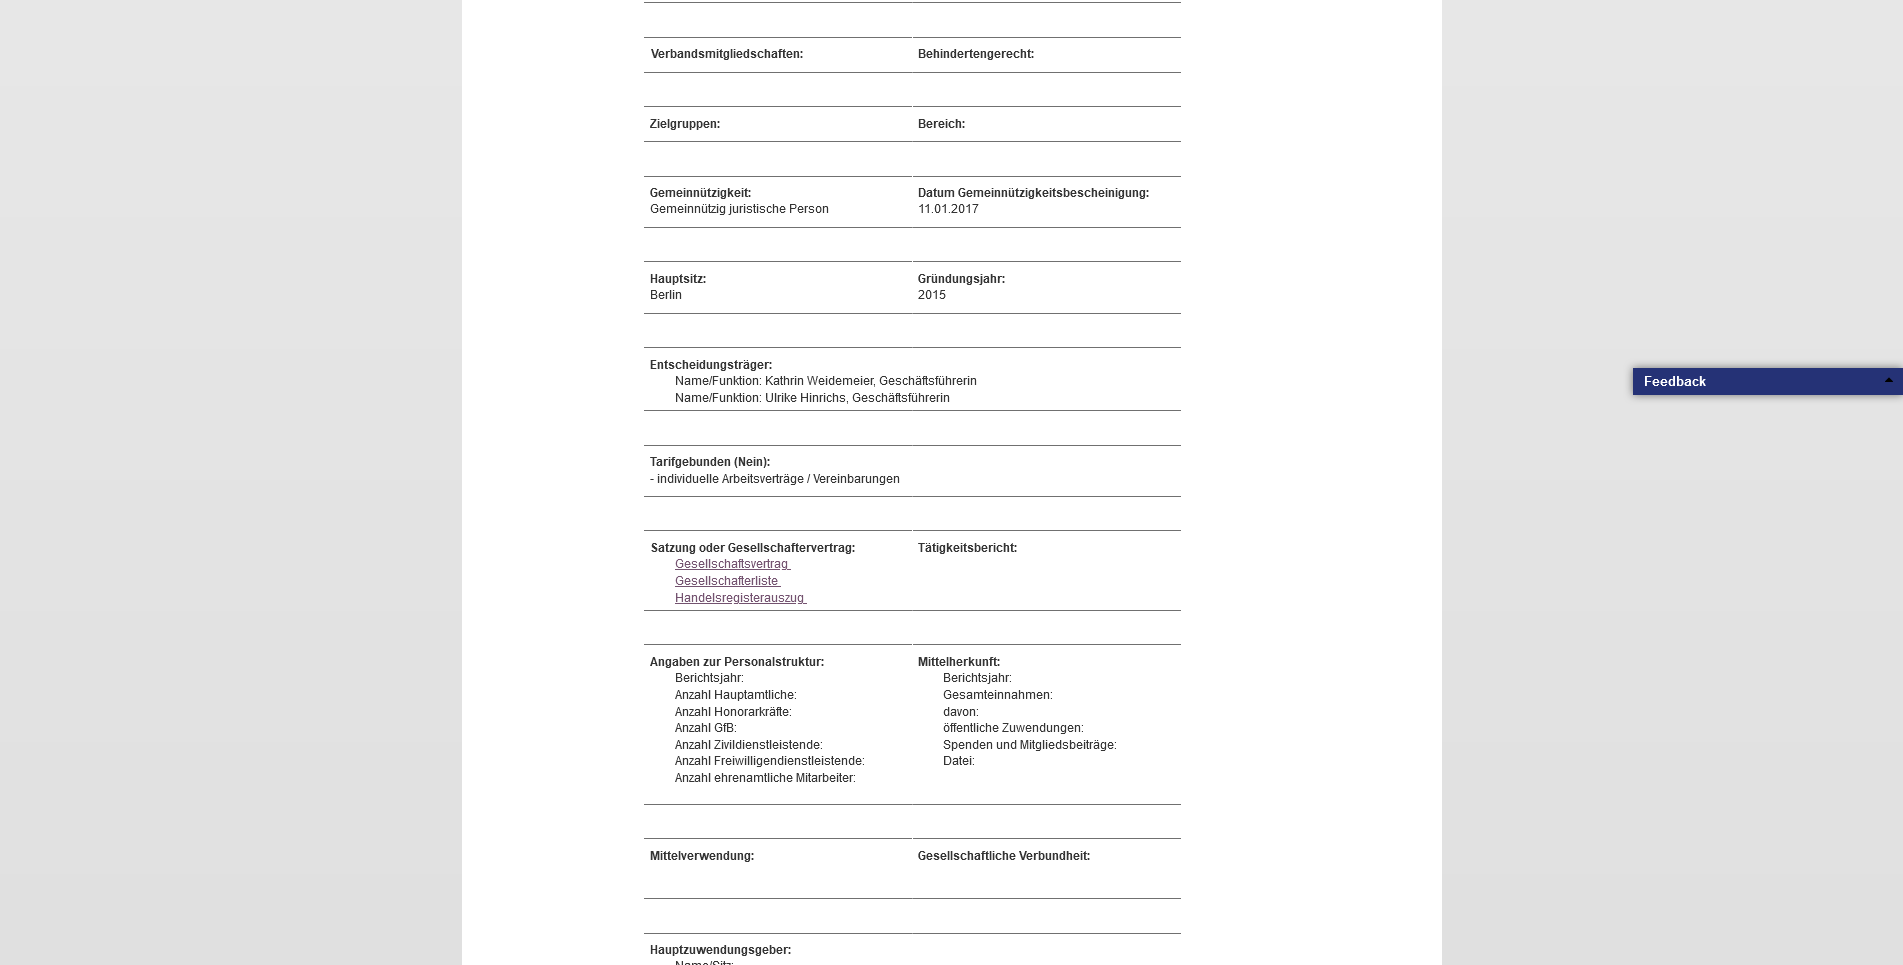 Verbandsmitgliedschaften:
Behindertengerecht:
Zielgruppen:
Bereich:
Gemeinnützigkeit:
Gemeinnützig juristische Person
Datum Gemeinnützigkeitsbescheinigung:
11.01.2017
Hauptsitz:
Berlin
Gründungsjahr:
2015
Entscheidungsträger:
Name/Funktion: Kathrin Weidemeier, Geschäftsführerin
Name/Funktion: Ulrike Hinrichs, Geschäftsführerin
Feedback
Tarifgebunden (Nein):
- individuelle Arbeitsverträge / Vereinbarungen
Satzung oder Gesellschaftervertrag:
Gesellschaftsvertrag
Gesellschafterliste
Handelsregisterauszug
Tätigkeitsbericht:
Angaben zur Personalstruktur:
Berichtsjahr:
Anzahl Hauptamtliche:
Anzahl Honorarkräfte:
Anzahl GfB:
Anzahl Zivildienstleistende:
Anzahl Freiwilligendienstleistende:
Anzahl ehrenamtliche Mitarbeiter:
Mittelherkunft:
Berichtsjahr:
Gesamteinnahmen:
davon:
öffentliche Zuwendungen:
Spenden und Mitgliedsbeiträge:
Datei:
Mittelverwendung:
Gesellschaftliche Verbundheit:
Hauptzuwendungsgeber:
Name/Sitz: